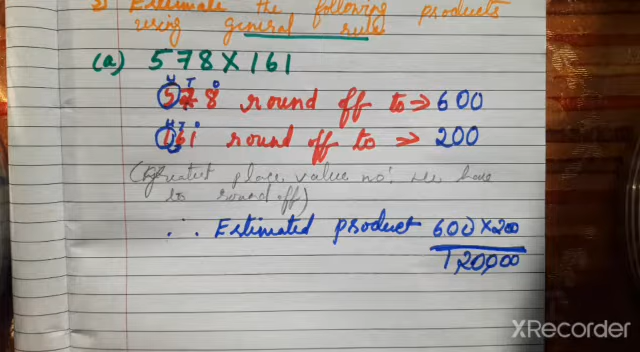 3) Estimate the following products
using general rule
(a) 578 X 161
H T O
578 round off to ⇒ 600
H T O
161 round off to ⇒ 200
(Greatest place value no. we have
to round off)
∴ Estimated product 600 X 200
120000
XRecorder